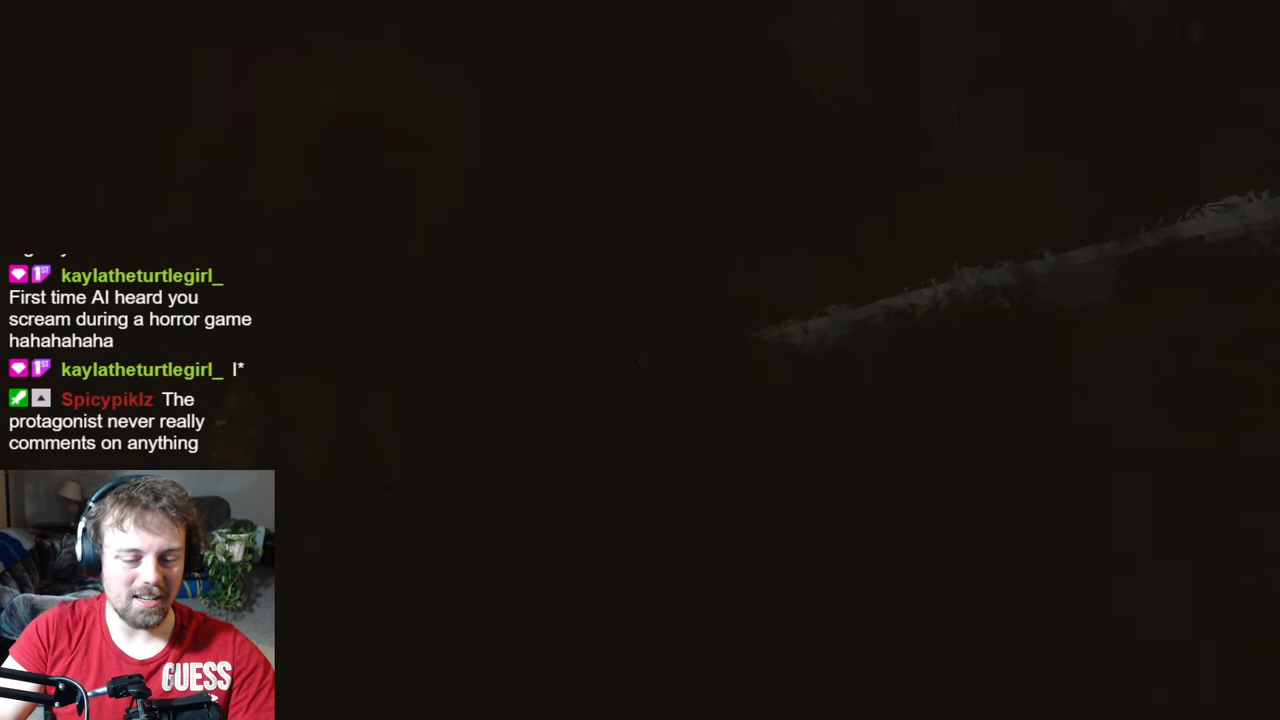 kaylatheturtlegirl_
First time AI heard you
scream during a horror game
hahahahaha
kaylatheturtlegirl_ I*
Spicypiklz The
protagonist never really
comments on anything
GUESS